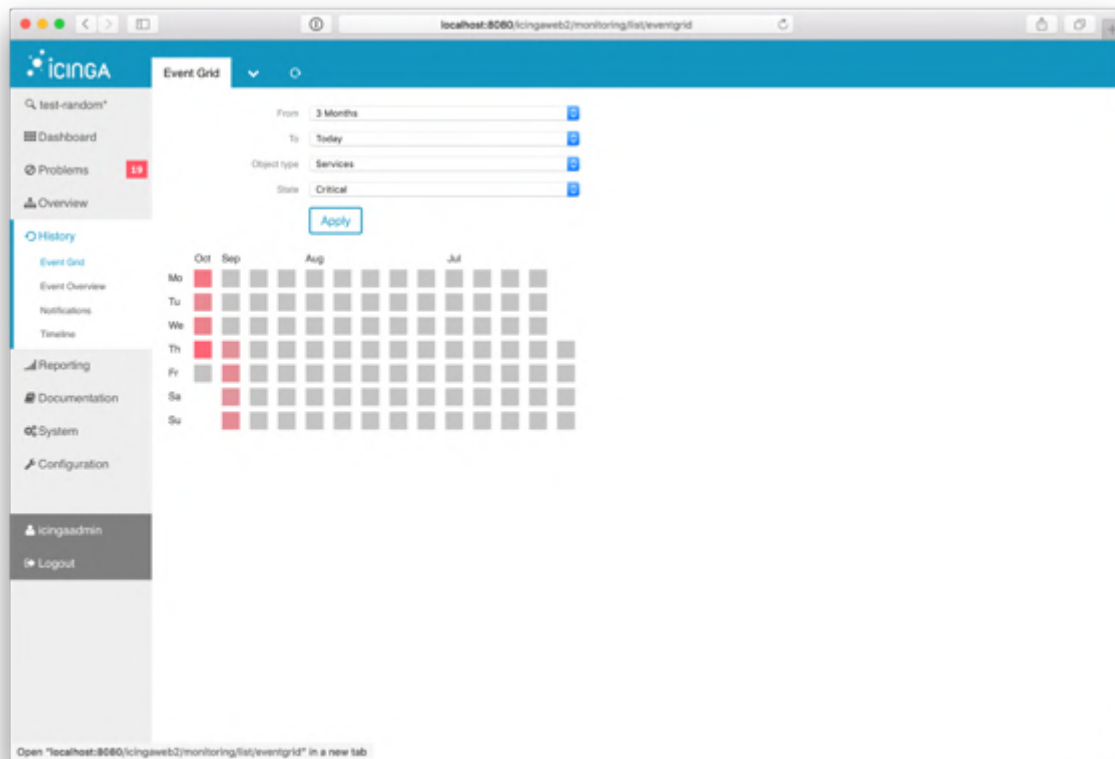 localhost:8080/icingaweb2/monitoring/list/eventgrid
icinga
Event Grid
test-random*
Dashboard
Problems 19
Overview
History
Event Grid
Event Overview
Notifications
Timeline
Reporting
Documentation
System
Configuration
icingaadmin
Logout
From 3 Months
To Today
Object type Services
State Critical
Apply
Oct Sep Aug Jul
Mo
Tu
We
Th
Fr
Sa
Su
Open "localhost:8080/icingaweb2/monitoring/list/eventgrid" in a new tab